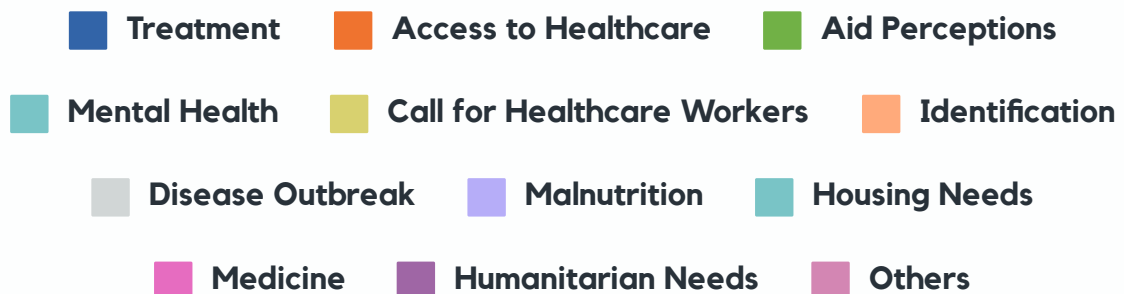 Treatment Access to Healthcare Aid Perceptions
Mental Health Call for Healthcare Workers Identification
Disease Outbreak Malnutrition Housing Needs
Medicine Humanitarian Needs Others